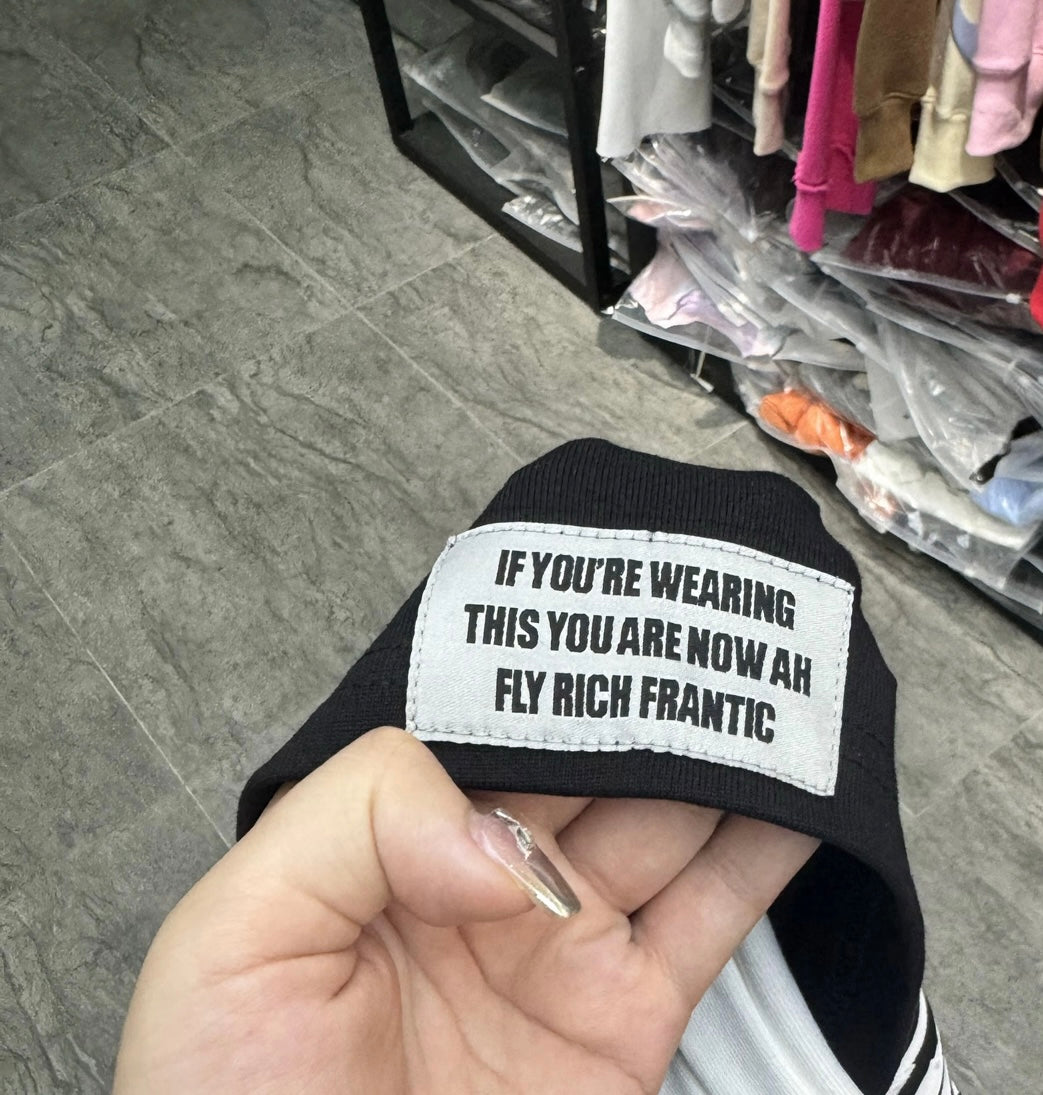 IF YOU'RE WEARING
THIS YOU ARE NOW AH
FLY RICH FRANTIC